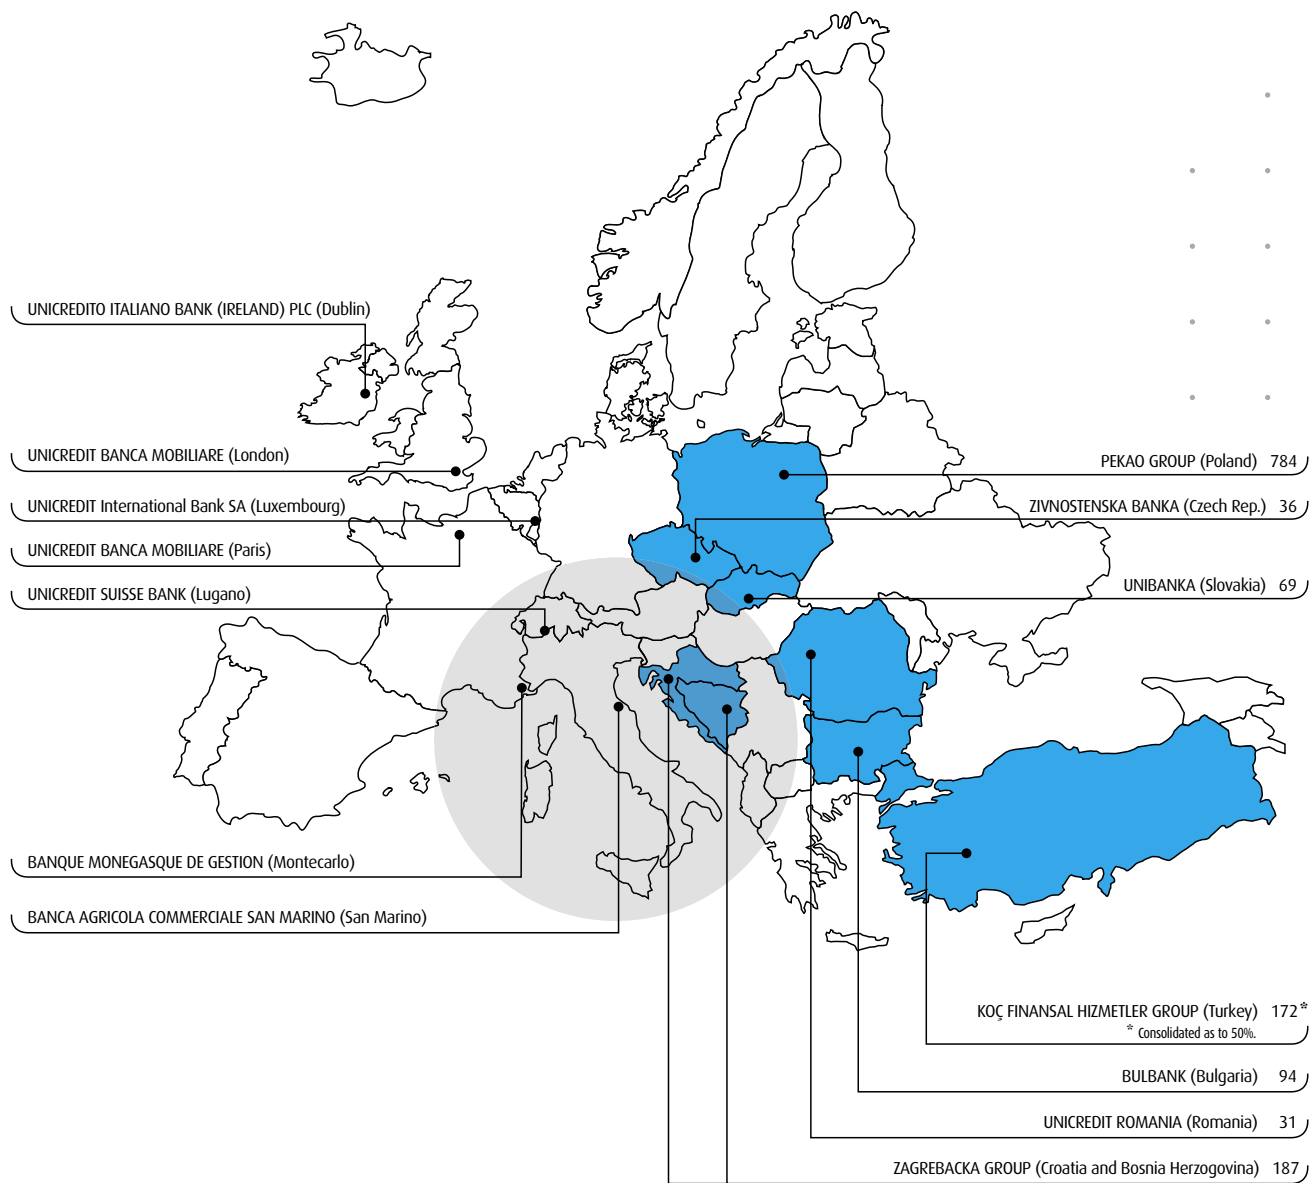 UNICREDITO ITALIANO BANK (IRELAND) PLC (Dublin)
UNICREDIT BANCA MOBILIARE (London)
UNICREDIT International Bank SA (Luxembourg)
UNICREDIT BANCA MOBILIARE (Paris)
UNICREDIT SUISSE BANK (Lugano)
BANQUE MONEGASQUE DE GESTION (Montecarlo)
BANCA AGRICOLA COMMERCIALE SAN MARINO (San Marino)
PEKAO GROUP (Poland) 784
ZIVNOSTENSKA BANKA (Czech Rep.) 36
UNIBANKA (Slovakia) 69
KOÇ FINANSAL HIZMETLER GROUP (Turkey) 172*
* Consolidated as to 50%.
BULBANK (Bulgaria) 94
UNICREDIT ROMANIA (Romania) 31
ZAGREBACKA GROUP (Croatia and Bosnia Herzogovina) 187